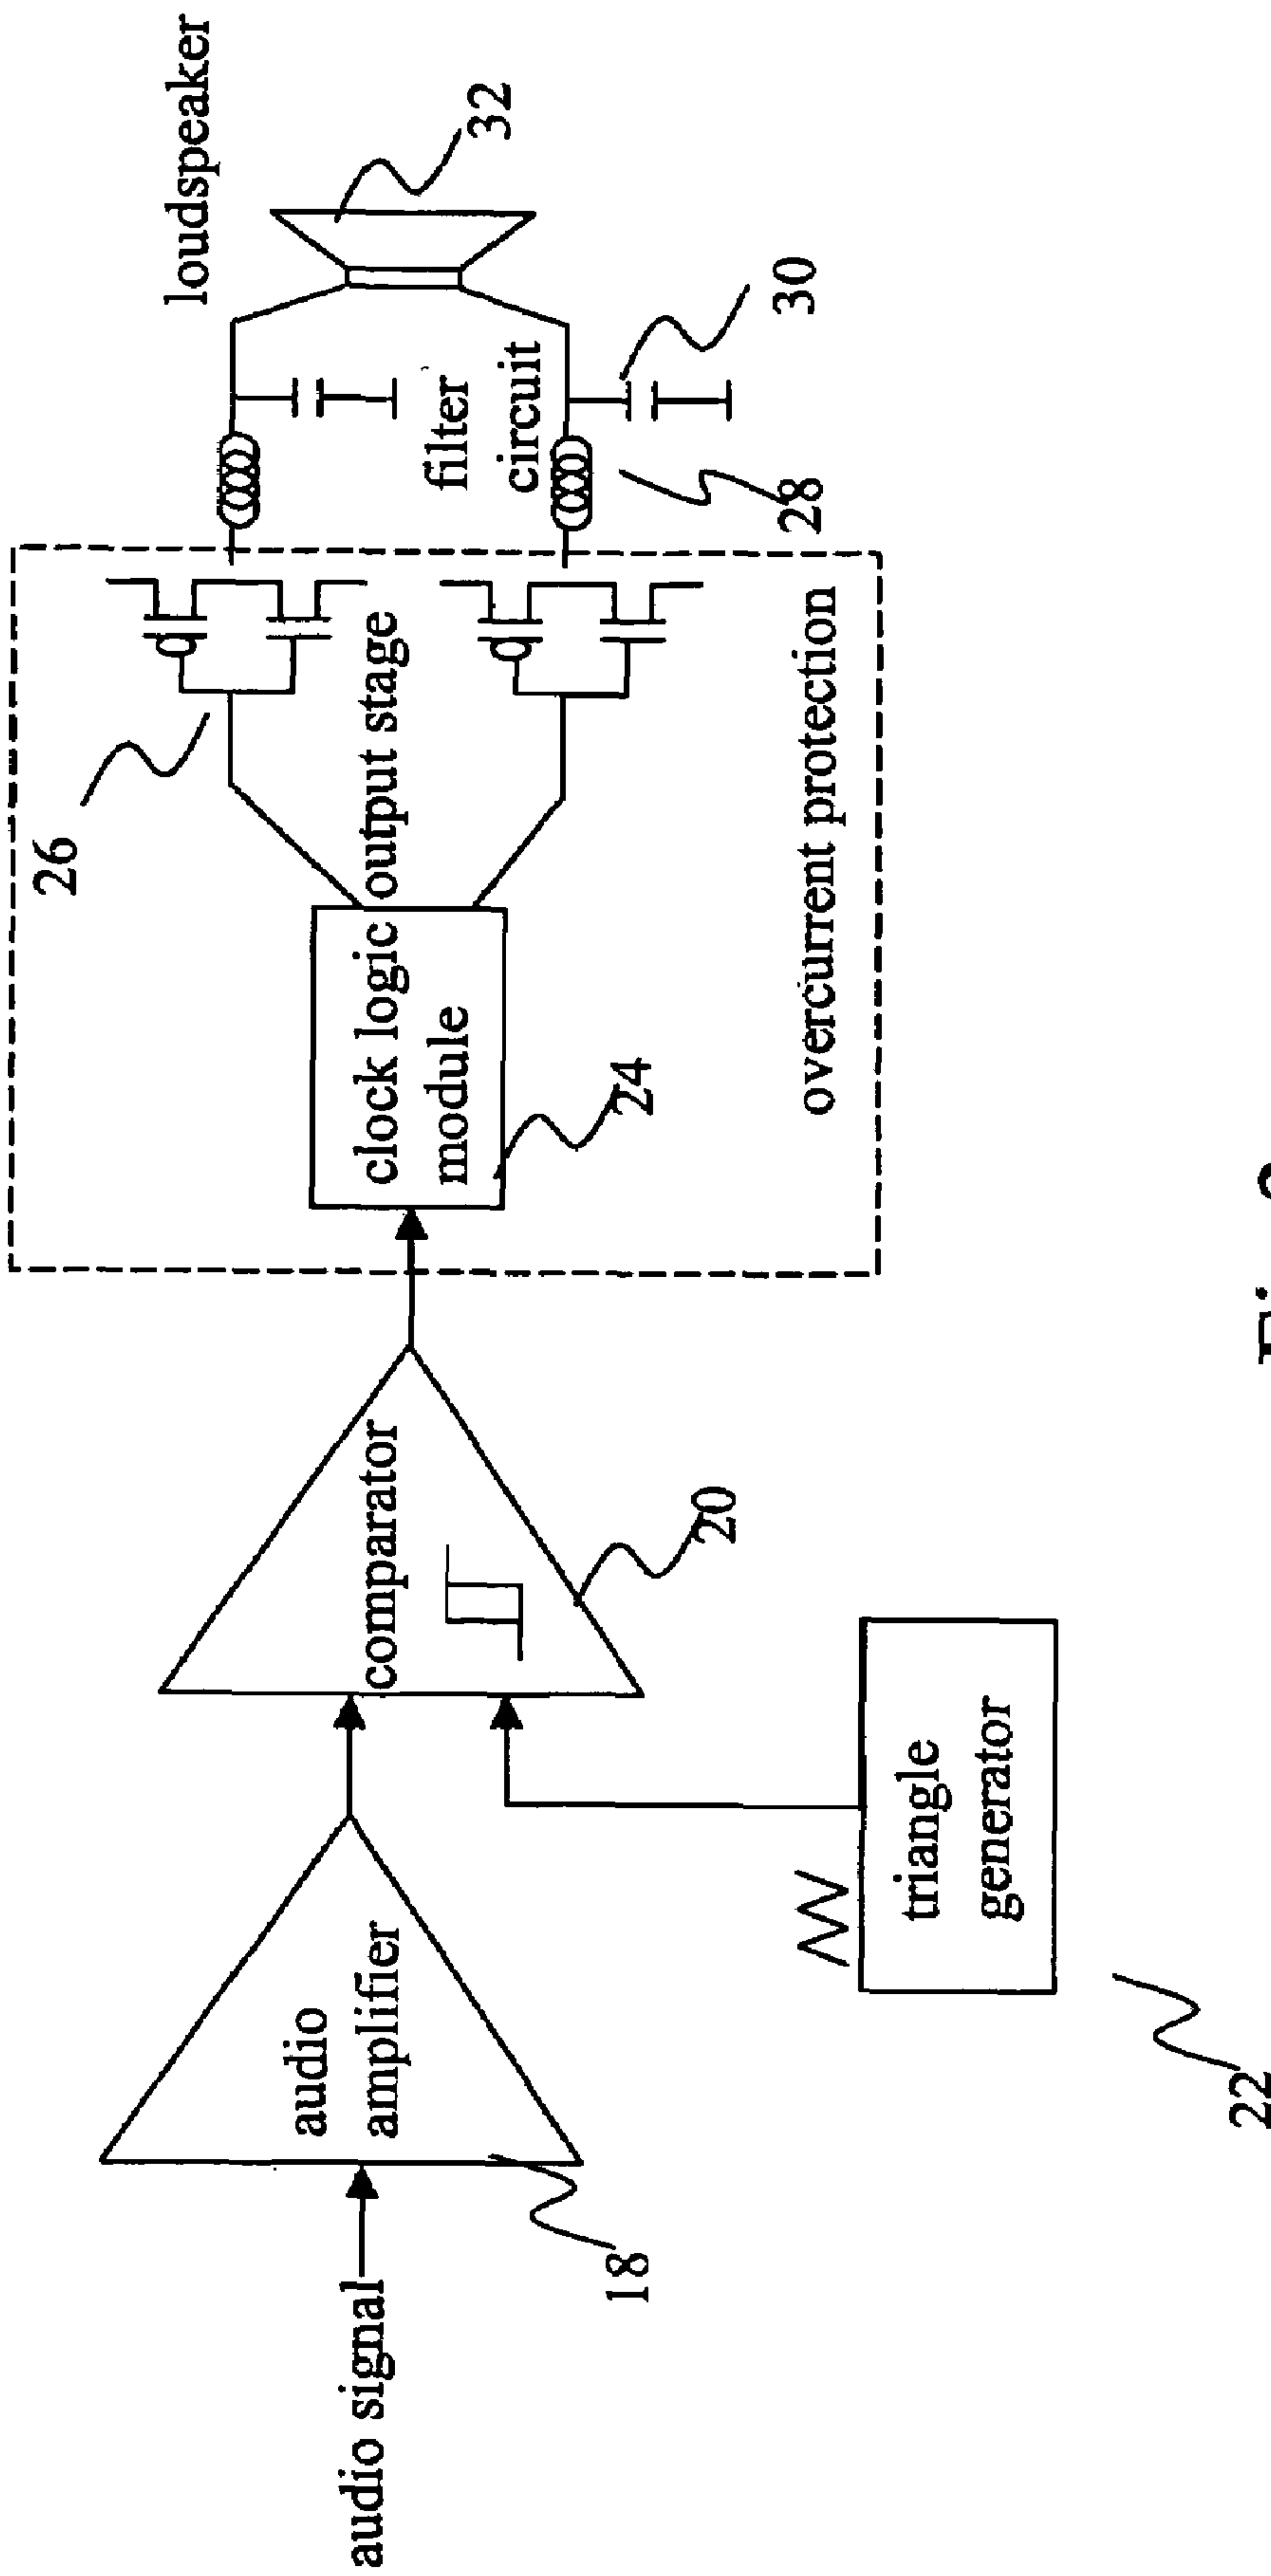 audio signal
audio
amplifier
18
comparator
20
triangle
generator
22
clock logic
module
24
output stage
26
overcurrent protection
filter
circuit
28
30
loudspeaker
32